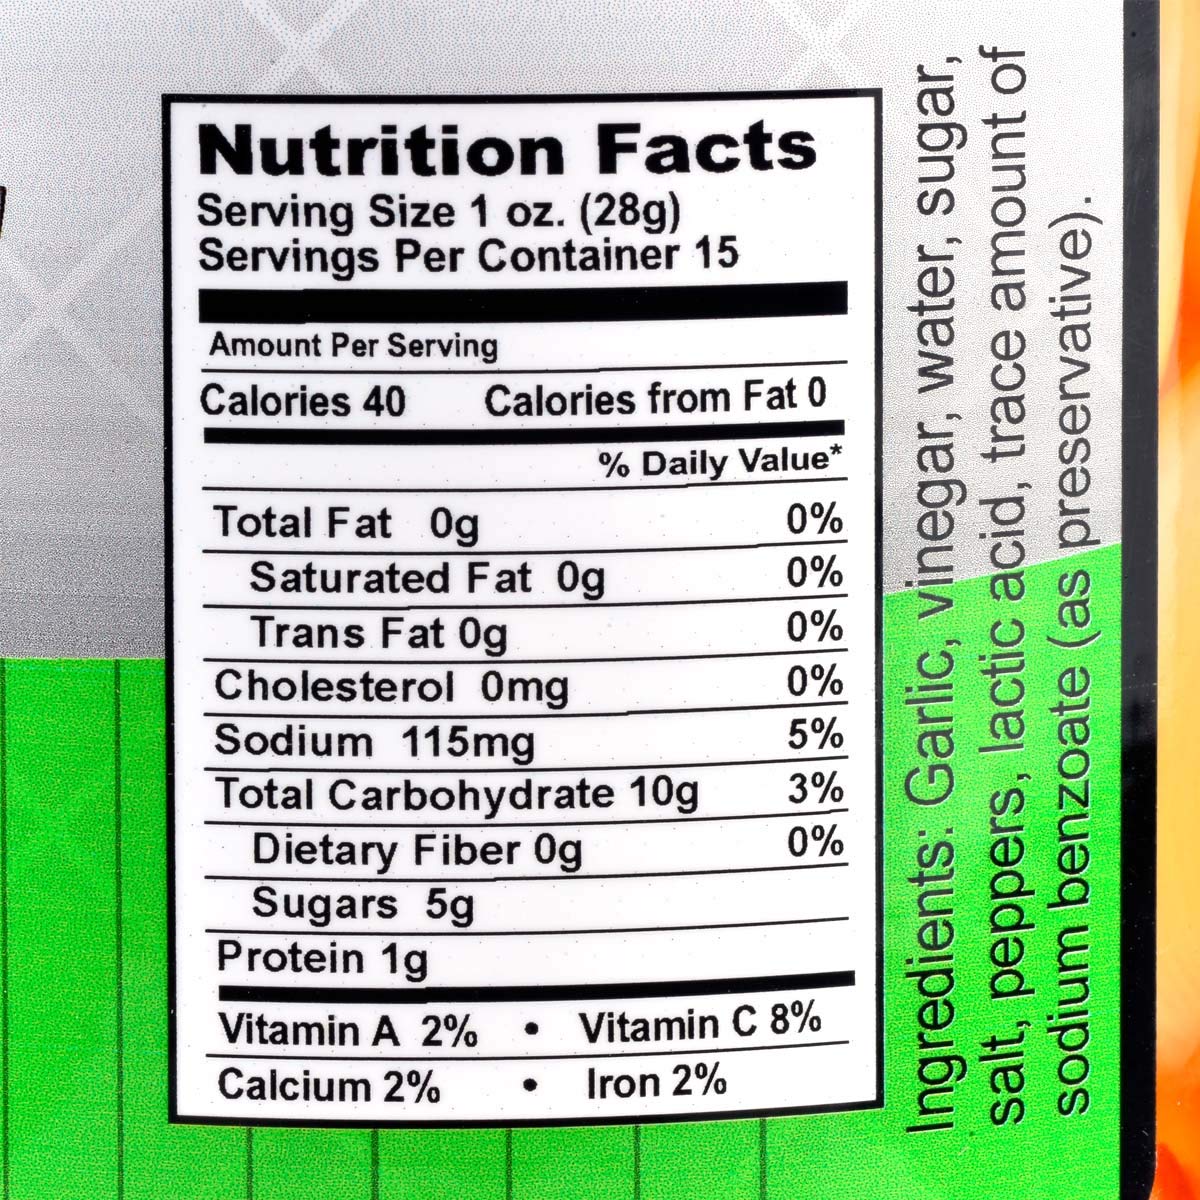 Nutrition Facts
Serving Size 1 oz. (28g)
Servings Per Container 15
Amount Per Serving
Calories 40 Calories from Fat 0
% Daily Value*
Total Fat 0g 0%
Saturated Fat 0g 0%
Trans Fat 0g 0%
Cholesterol 0mg 0%
Sodium 115mg 5%
Total Carbohydrate 10g 3%
Dietary Fiber 0g 0%
Sugars 5g
Protein 1g
Vitamin A 2% • Vitamin C 8%
Calcium 2% • Iron 2%
Ingredients: Garlic, vinegar, water, sugar,
salt, peppers, lactic acid, trace amount of
sodium benzoate (as preservative).